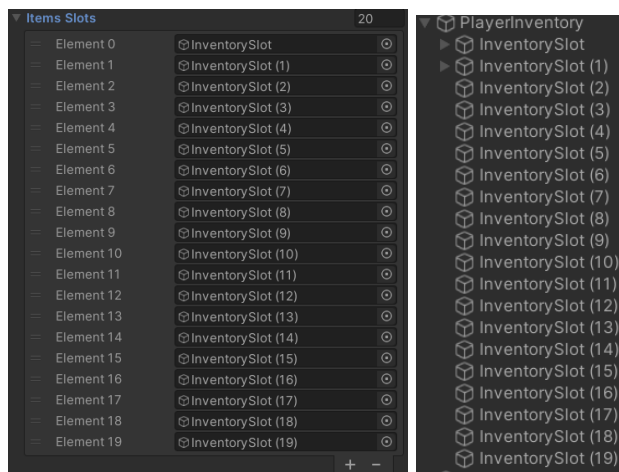 Items Slots 20
Element 0 InventorySlot
Element 1 InventorySlot (1)
Element 2 InventorySlot (2)
Element 3 InventorySlot (3)
Element 4 InventorySlot (4)
Element 5 InventorySlot (5)
Element 6 InventorySlot (6)
Element 7 InventorySlot (7)
Element 8 InventorySlot (8)
Element 9 InventorySlot (9)
Element 10 InventorySlot (10)
Element 11 InventorySlot (11)
Element 12 InventorySlot (12)
Element 13 InventorySlot (13)
Element 14 InventorySlot (14)
Element 15 InventorySlot (15)
Element 16 InventorySlot (16)
Element 17 InventorySlot (17)
Element 18 InventorySlot (18)
Element 19 InventorySlot (19)
+ −
PlayerInventory
InventorySlot
InventorySlot (1)
InventorySlot (2)
InventorySlot (3)
InventorySlot (4)
InventorySlot (5)
InventorySlot (6)
InventorySlot (7)
InventorySlot (8)
InventorySlot (9)
InventorySlot (10)
InventorySlot (11)
InventorySlot (12)
InventorySlot (13)
InventorySlot (14)
InventorySlot (15)
InventorySlot (16)
InventorySlot (17)
InventorySlot (18)
InventorySlot (19)